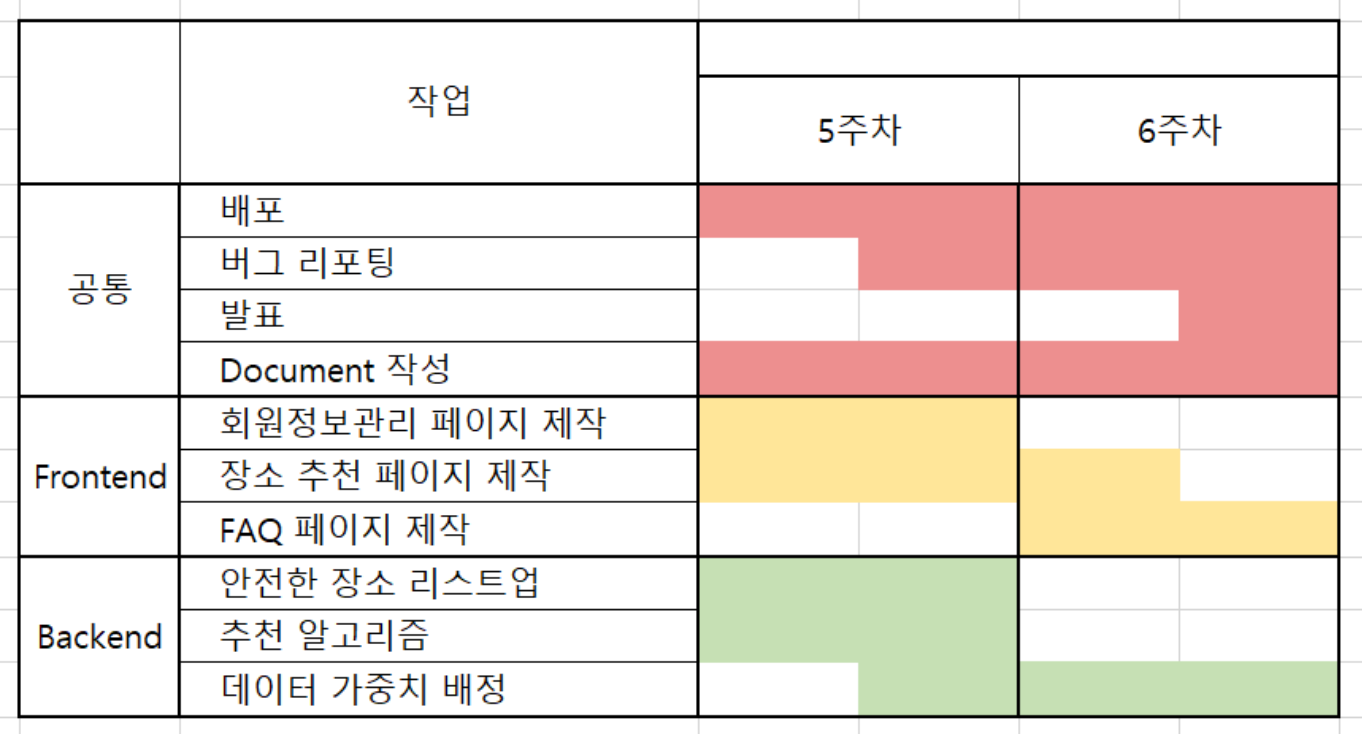 작업
5주차
6주차
공통
배포
버그 리포팅
발표
Document 작성
Frontend
회원정보관리 페이지 제작
장소 추천 페이지 제작
FAQ 페이지 제작
Backend
안전한 장소 리스트업
추천 알고리즘
데이터 가중치 배정